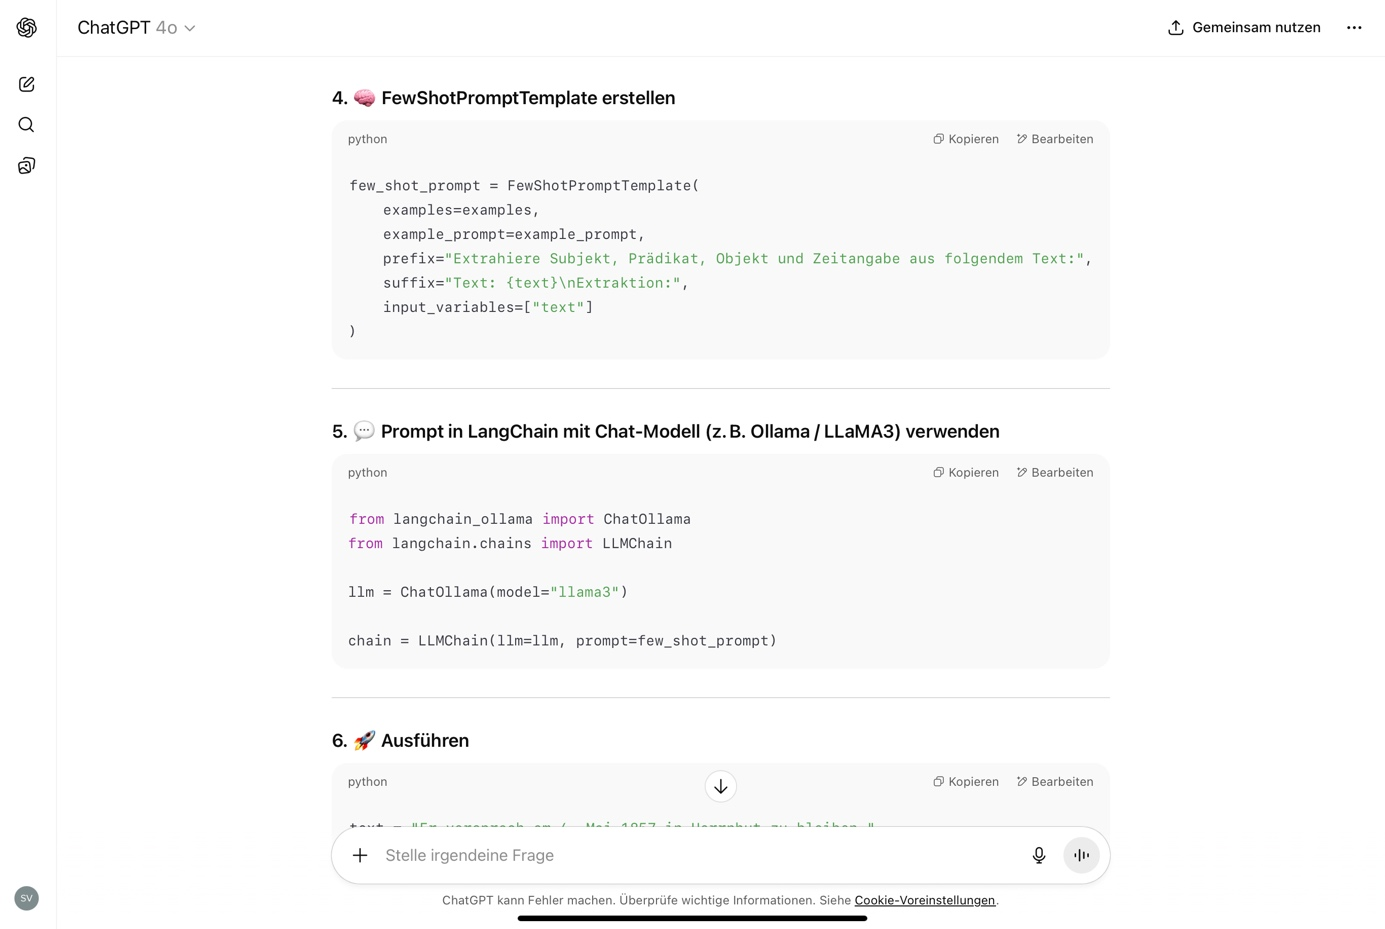 ChatGPT 4o
Gemeinsam nutzen
4. 🧠 FewShotPromptTemplate erstellen
python
Kopieren
Bearbeiten
few_shot_prompt = FewShotPromptTemplate(
    examples=examples,
    example_prompt=example_prompt,
    prefix="Extrahiere Subjekt, Prädikat, Objekt und Zeitangabe aus folgendem Text:",
    suffix="Text: {text}\nExtraktion:",
    input_variables=["text"]
)
5. 💬 Prompt in LangChain mit Chat-Modell (z. B. Ollama / LLaMA3) verwenden
python
Kopieren
Bearbeiten
from langchain_ollama import ChatOllama
from langchain.chains import LLMChain
llm = ChatOllama(model="llama3")
chain = LLMChain(llm=llm, prompt=few_shot_prompt)
6. 🚀 Ausführen
python
Kopieren
Bearbeiten
text = "Er versprach am
Stelle irgendeine Frage
ChatGPT kann Fehler machen. Überprüfe wichtige Informationen. Siehe Cookie-Voreinstellungen.
SV